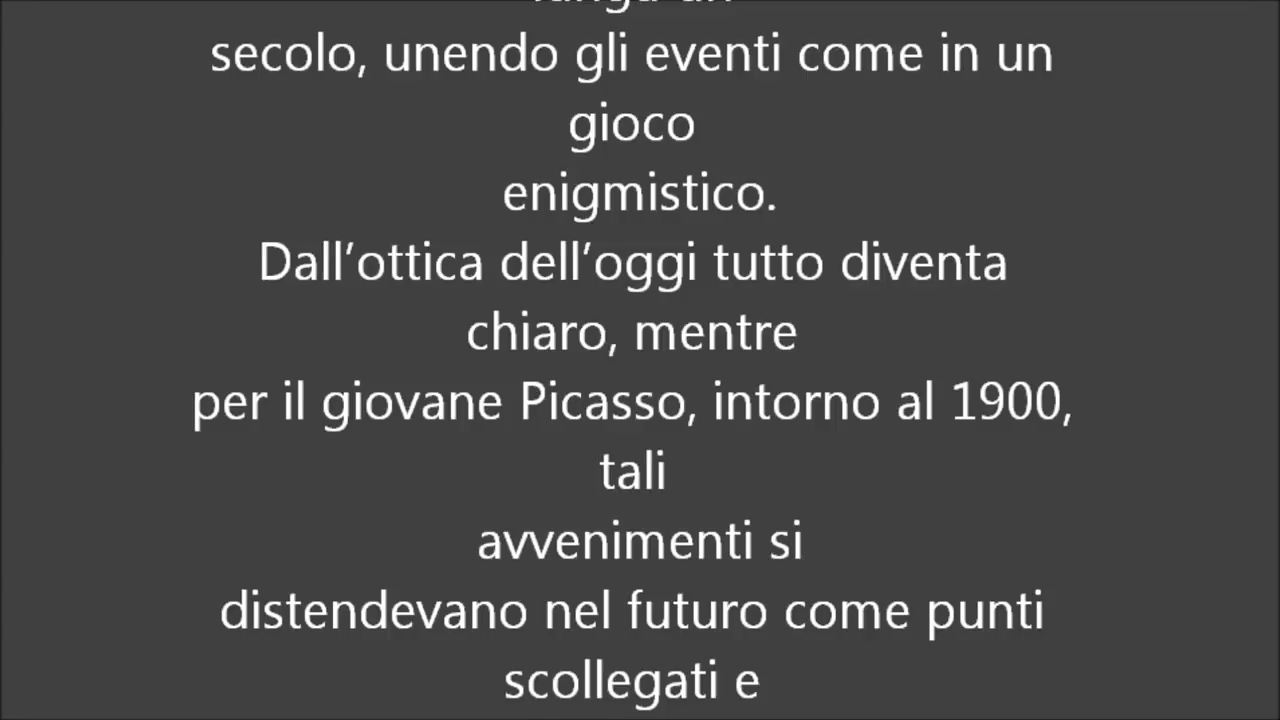 secolo, unendo gli eventi come in un
gioco
enigmistico.
Dall’ottica dell’oggi tutto diventa
chiaro, mentre
per il giovane Picasso, intorno al 1900,
tali
avvenimenti si
distendevano nel futuro come punti
scollegati e